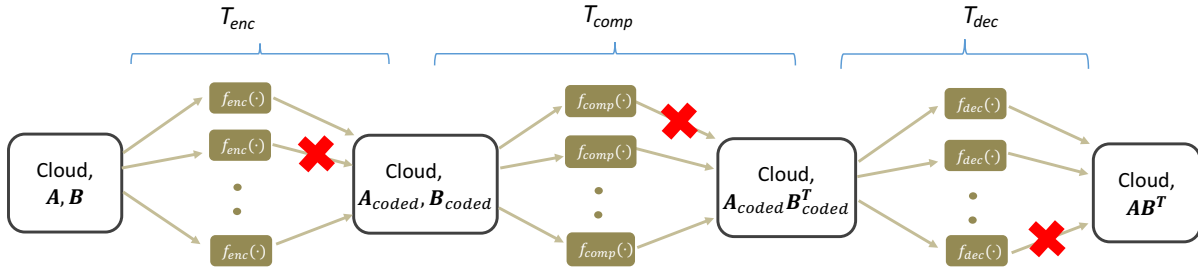 T_enc
T_comp
T_dec
Cloud,
A, B
f_enc(·)
f_enc(·)
f_enc(·)
Cloud,
A_coded, B_coded
f_comp(·)
f_comp(·)
f_comp(·)
Cloud,
A_coded B^T_coded
f_dec(·)
f_dec(·)
f_dec(·)
Cloud,
AB^T